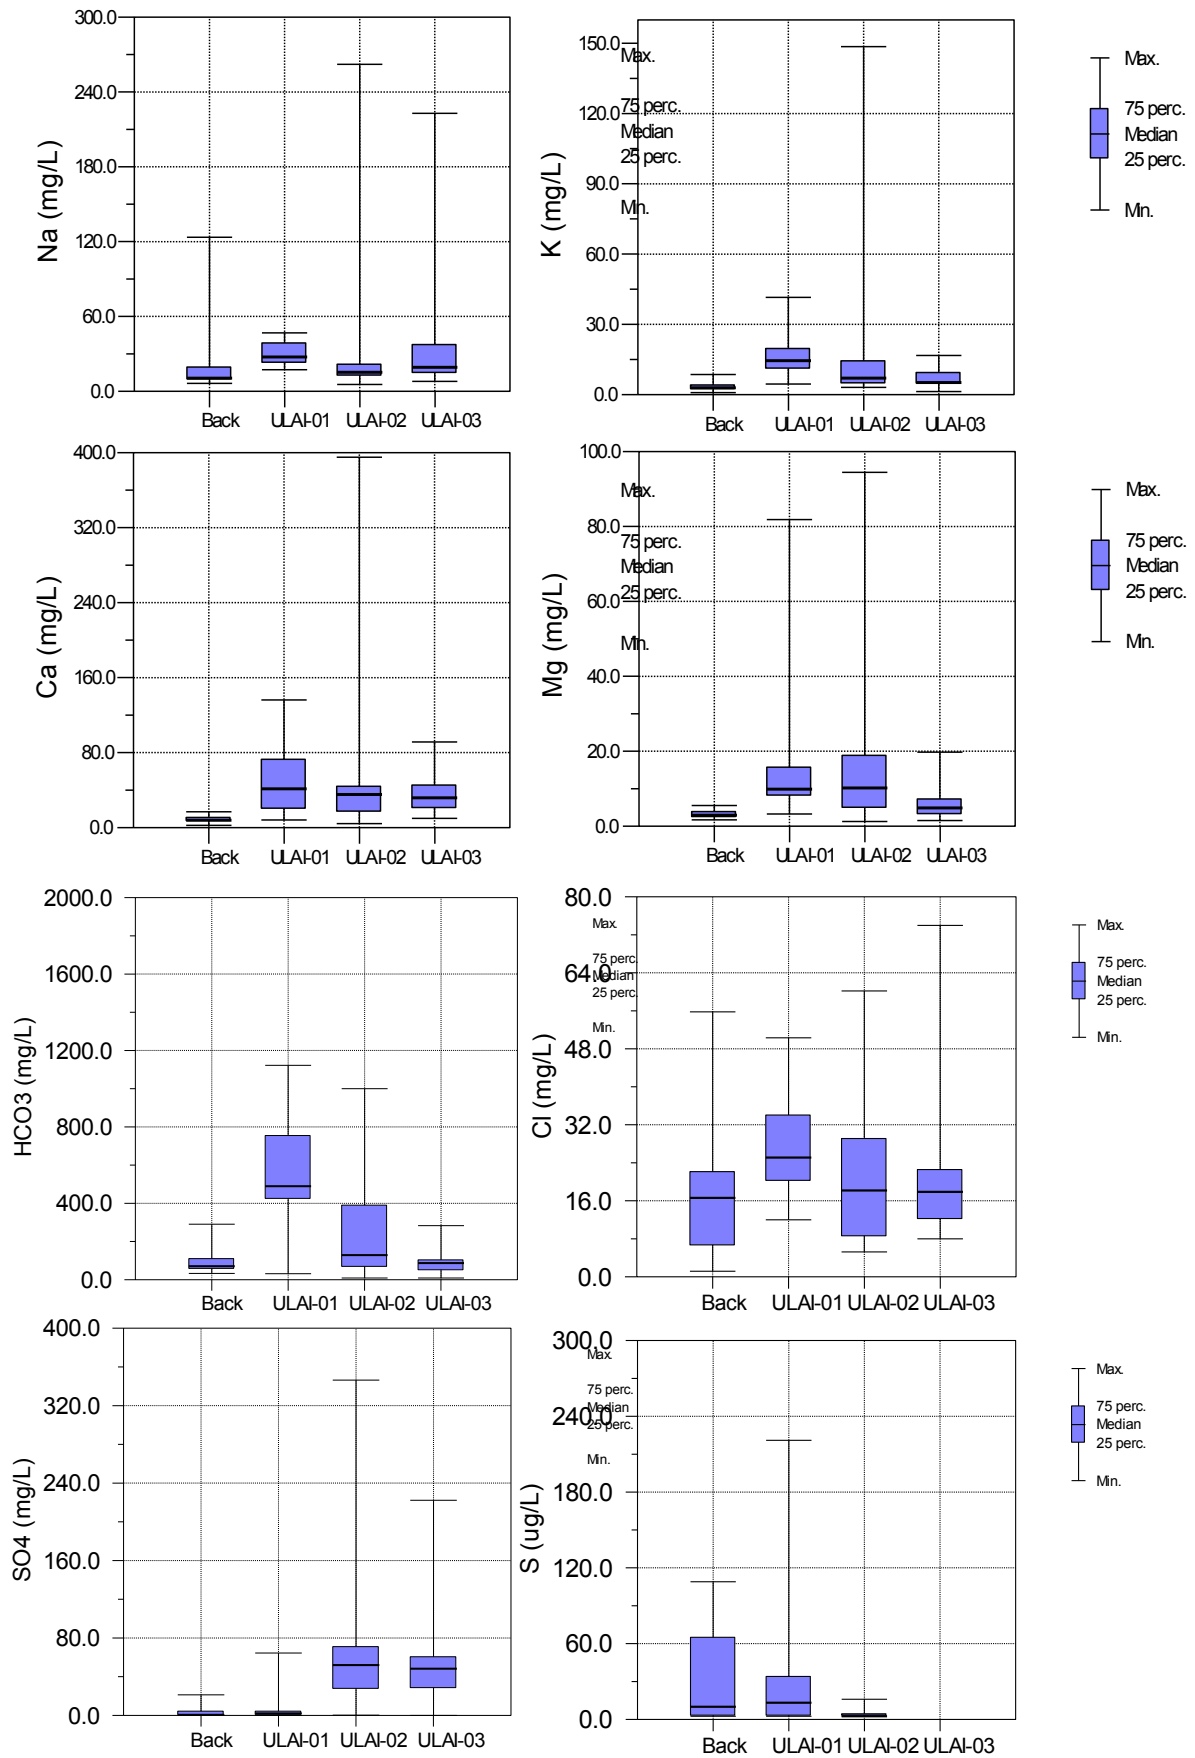 Na (mg/L)
300.0
240.0
180.0
120.0
60.0
0.0
Back ULAI-01 ULAI-02 ULAI-03
K (mg/L)
150.0
120.0
90.0
60.0
30.0
0.0
Max.
75 perc.
Median
25 perc.
Min.
Back ULAI-01 ULAI-02 ULAI-03
Max.
75 perc.
Median
25 perc.
Min.
Ca (mg/L)
400.0
320.0
240.0
160.0
80.0
0.0
Back ULAI-01 ULAI-02 ULAI-03
Mg (mg/L)
100.0
80.0
60.0
40.0
20.0
0.0
Max.
75 perc.
Median
25 perc.
Min.
Back ULAI-01 ULAI-02 ULAI-03
Max.
75 perc.
Median
25 perc.
Min.
HCO3 (mg/L)
2000.0
1600.0
1200.0
800.0
400.0
0.0
Back ULAI-01 ULAI-02 ULAI-03
Cl (mg/L)
80.0
64.0
48.0
32.0
16.0
0.0
Max.
75 perc.
Median
25 perc.
Min.
Back ULAI-01 ULAI-02 ULAI-03
Max.
75 perc.
Median
25 perc.
Min.
SO4 (mg/L)
400.0
320.0
240.0
160.0
80.0
0.0
Back ULAI-01 ULAI-02 ULAI-03
S (ug/L)
300.0
240.0
180.0
120.0
60.0
0.0
Max.
75 perc.
Median
25 perc.
Min.
Back ULAI-01 ULAI-02 ULAI-03
Max.
75 perc.
Median
25 perc.
Min.